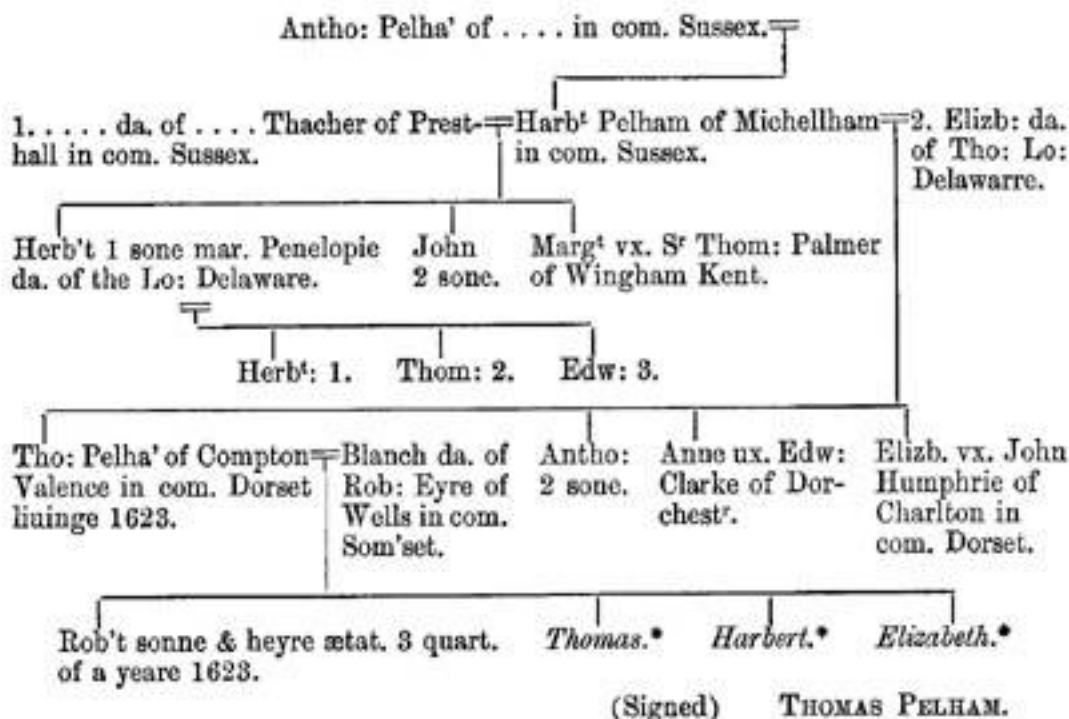 Antho: Pelha' of . . . . in com. Sussex.
1. . . . . da. of . . . . Thacher of Prest-
hall in com. Sussex.
Harbᵗ Pelham of Michellham
in com. Sussex.
2. Elizb: da.
of Tho: Lo:
Delawarre.
Herb't 1 sone mar. Penelopie
da. of the Lo: Delaware.
John
2 sone.
Margᵗ vx. Sʳ Thom: Palmer
of Wingham Kent.
Herbᵗ: 1.
Thom: 2.
Edw: 3.
Tho: Pelha' of Compton
Valence in com. Dorset
liuinge 1623.
Blanch da. of
Rob: Eyre of
Wells in com.
Som'set.
Antho:
2 sone.
Anne ux. Edw:
Clarke of Dor-
chestʳ.
Elizb. vx. John
Humphrie of
Charlton in
com. Dorset.
Rob't sonne & heyre ætat. 3 quart.
of a yeare 1623.
Thomas.*
Harbert.*
Elizabeth.*
(Signed) THOMAS PELHAM.